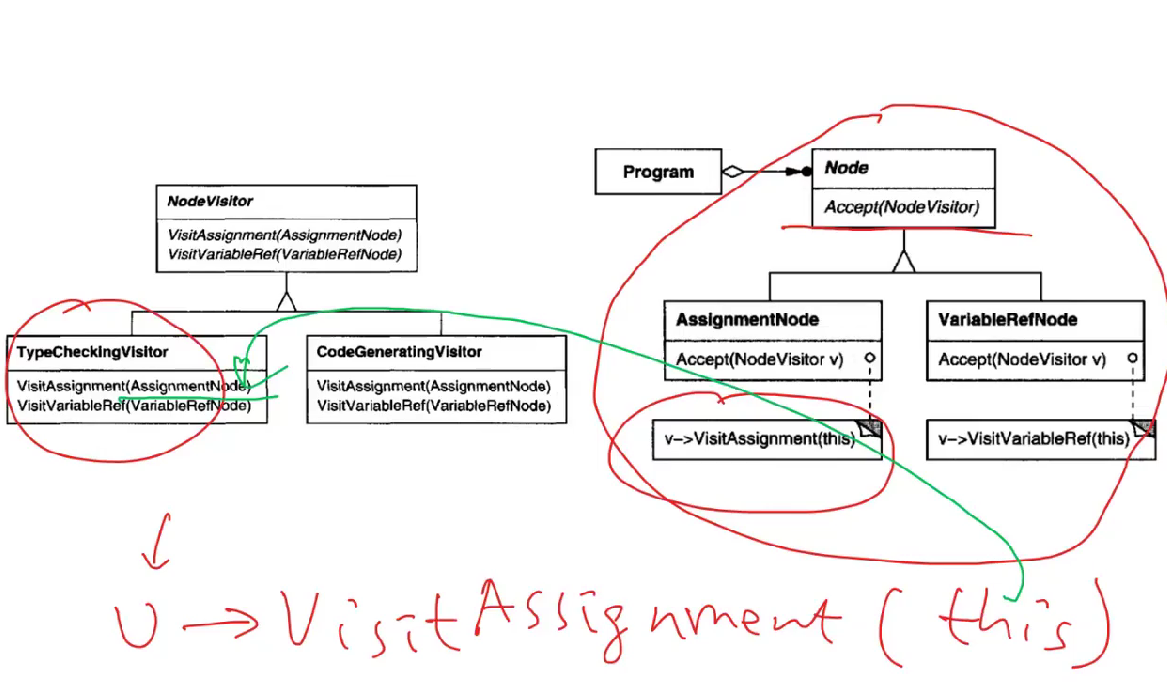 Program
Node
Accept(NodeVisitor)
NodeVisitor
VisitAssignment(AssignmentNode)
VisitVariableRef(VariableRefNode)
TypeCheckingVisitor
VisitAssignment(AssignmentNode)
VisitVariableRef(VariableRefNode)
CodeGeneratingVisitor
VisitAssignment(AssignmentNode)
VisitVariableRef(VariableRefNode)
AssignmentNode
Accept(NodeVisitor v)
v->VisitAssignment(this)
VariableRefNode
Accept(NodeVisitor v)
v->VisitVariableRef(this)
v → VisitAssignment (this)